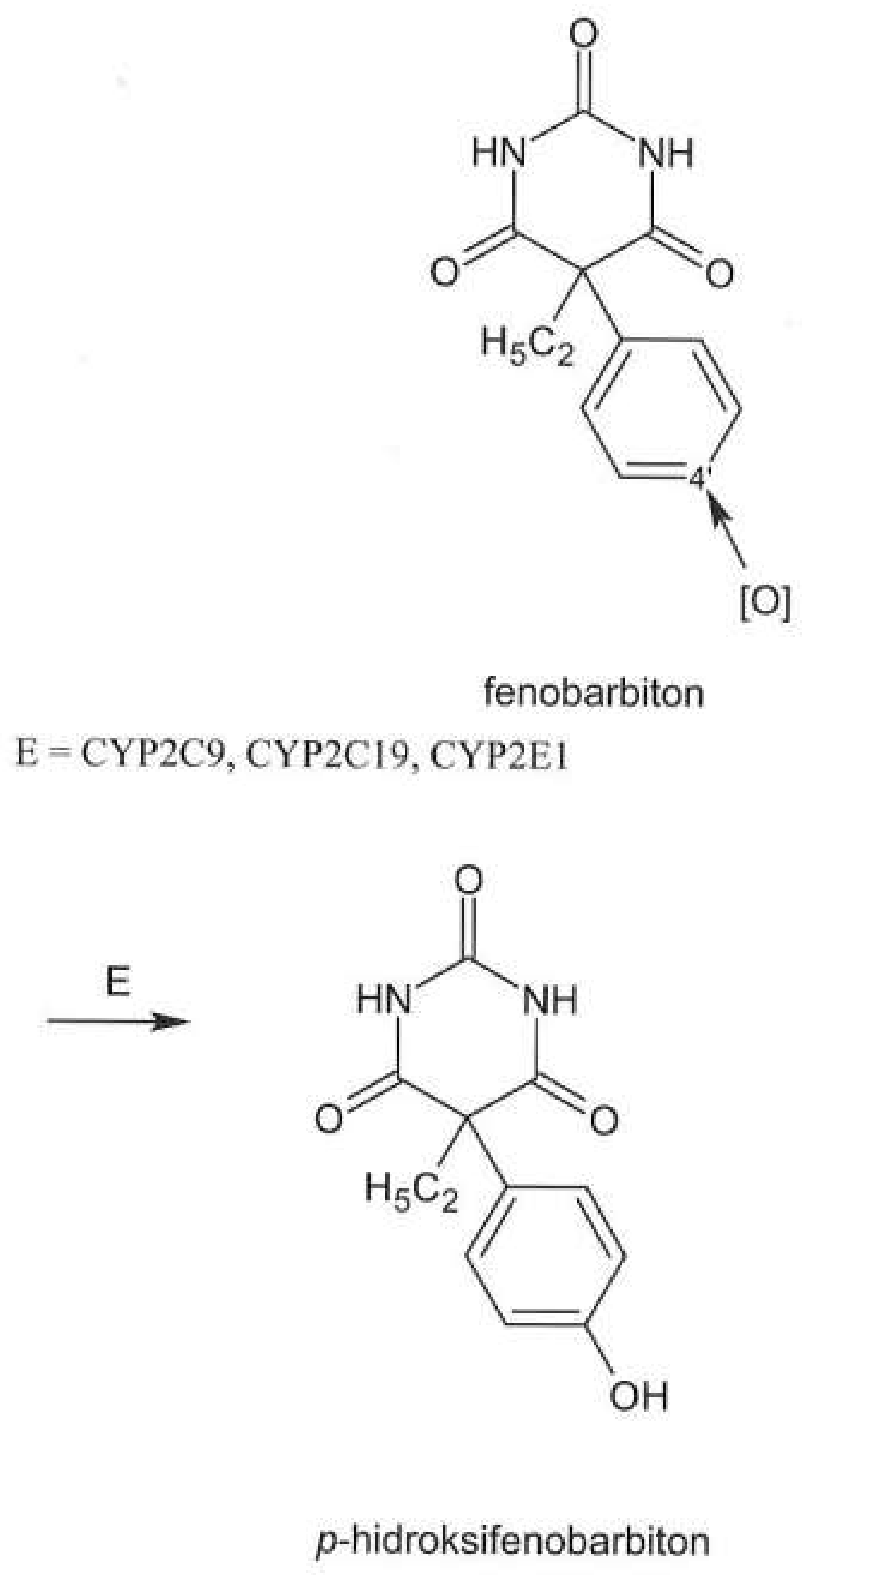 O
HN NH
O O
H5C2
4'
[O]
fenobarbiton
E = CYP2C9, CYP2C19, CYP2E1
O
E
HN NH
O O
H5C2
OH
p-hidroksifenobarbiton